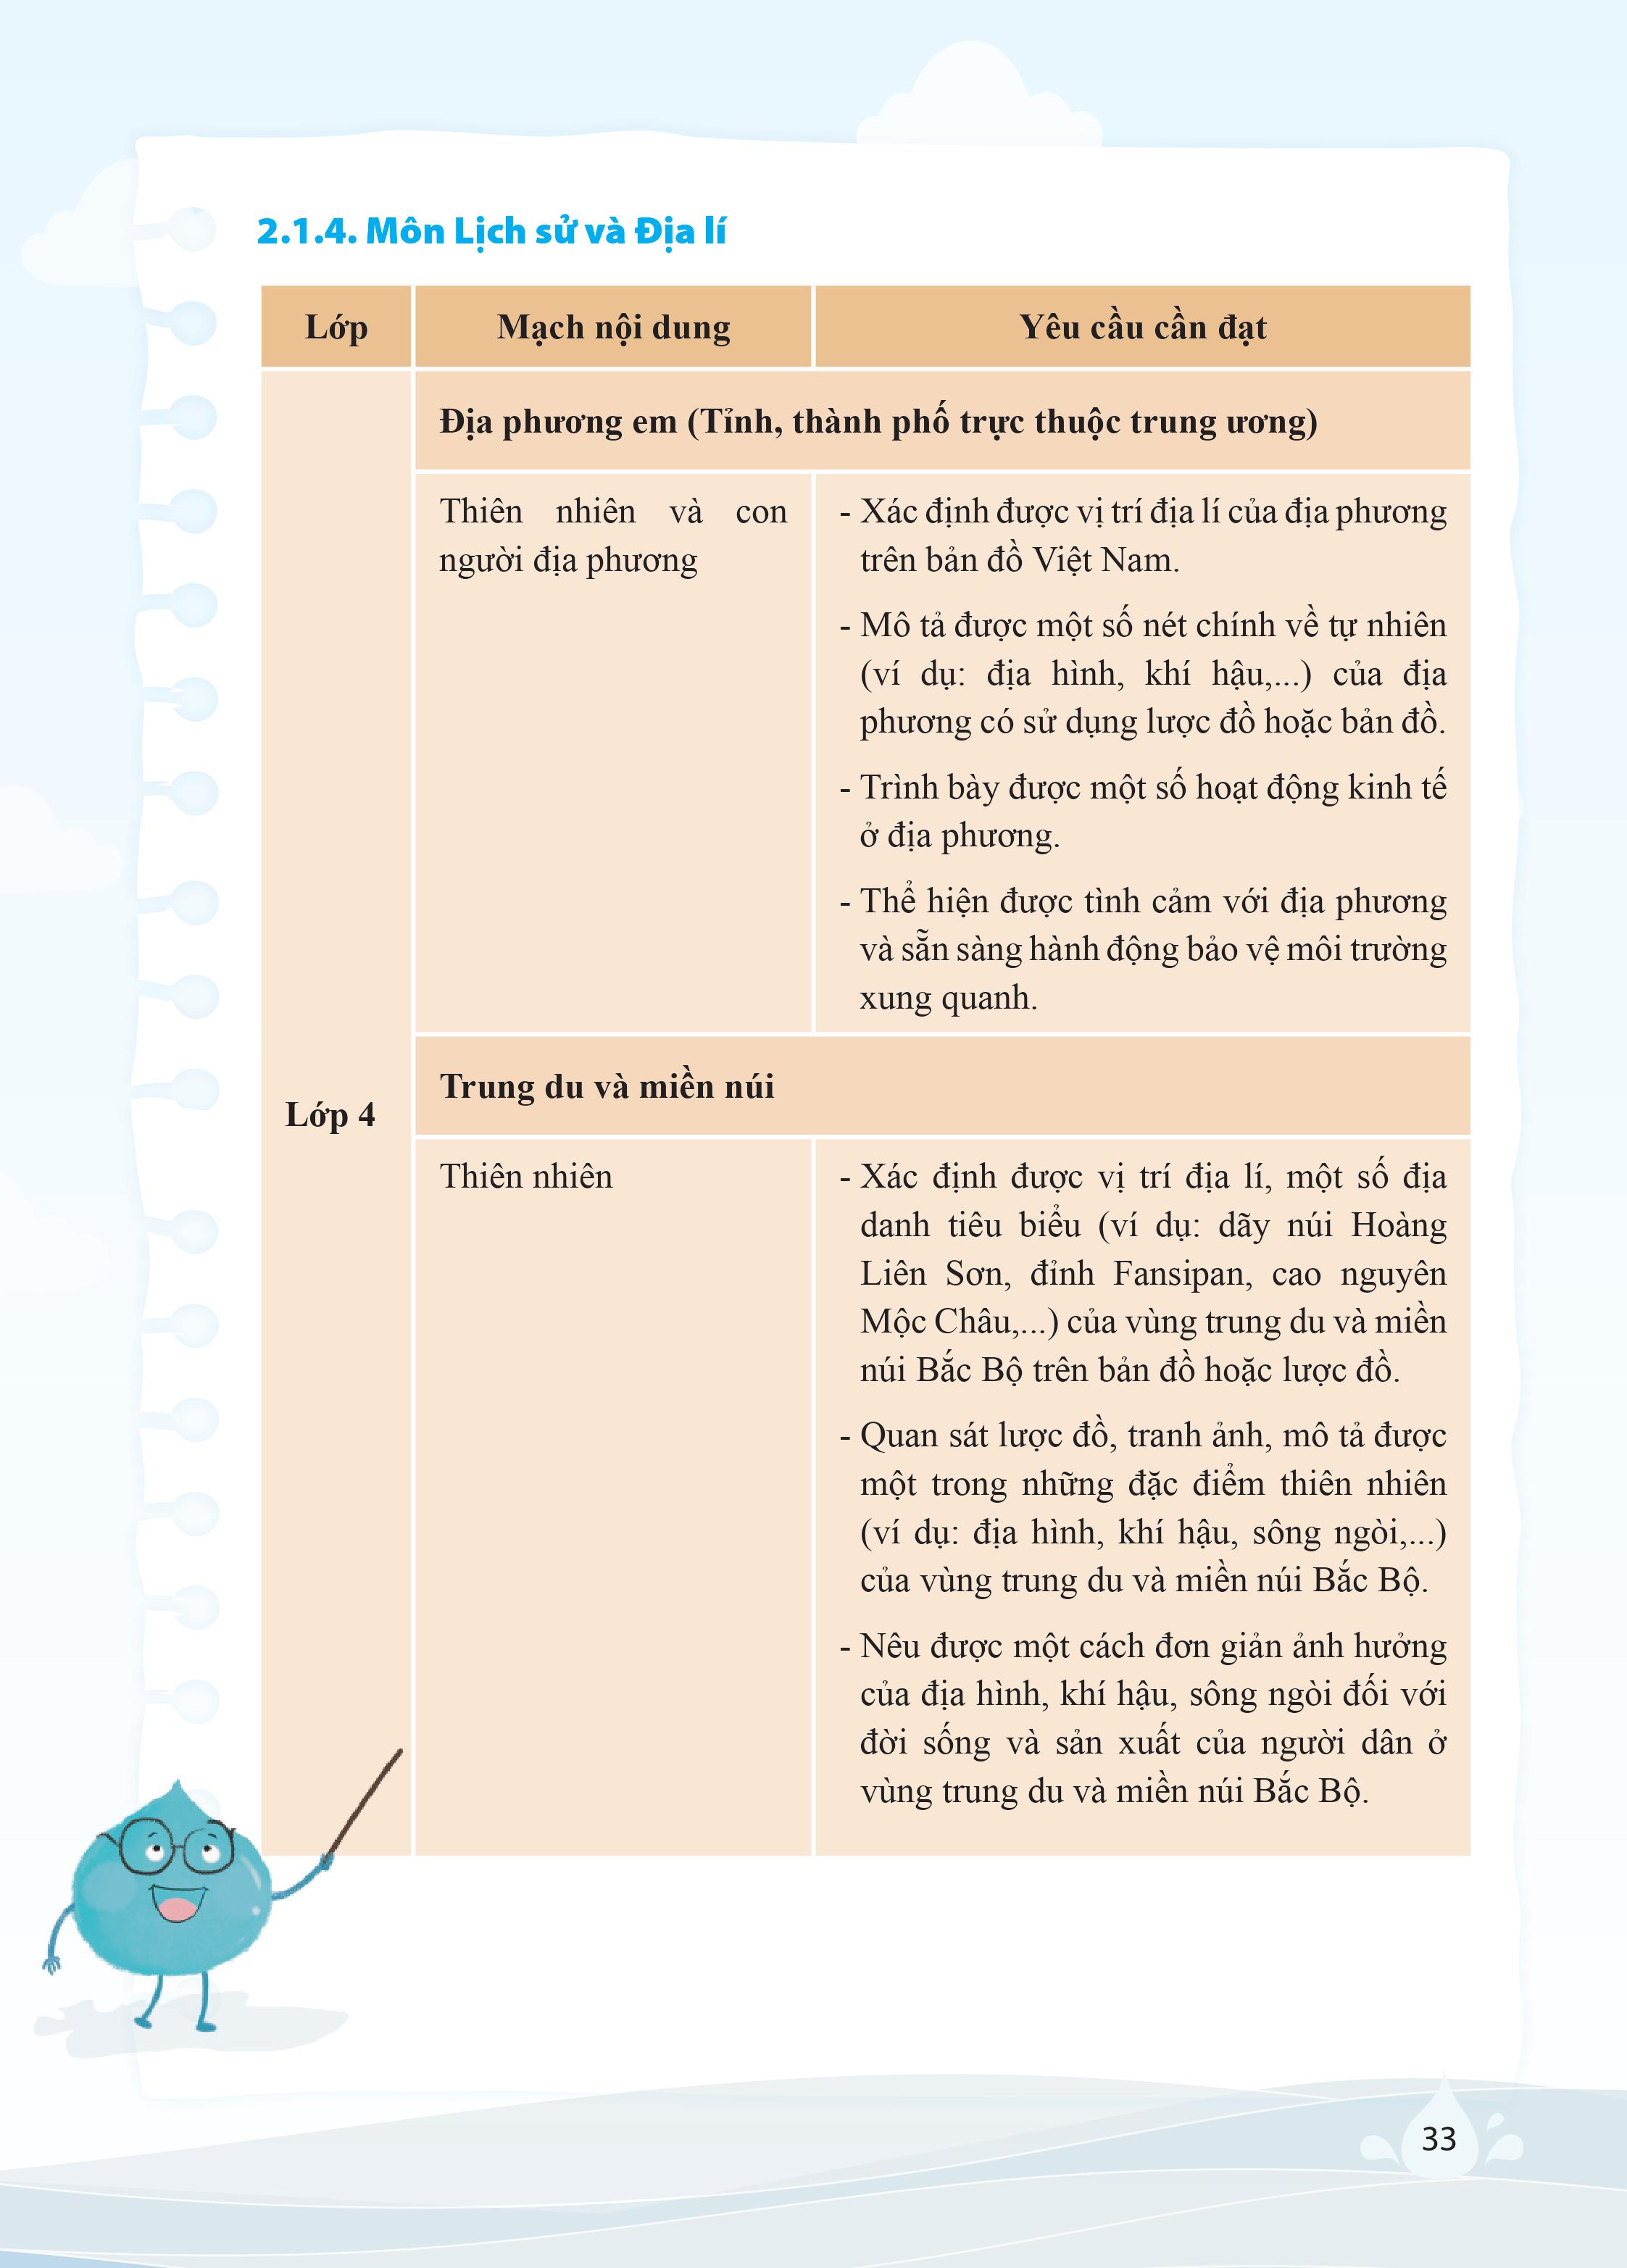 2.1.4. Môn Lịch sử và Địa lí
Lớp
Mạch nội dung
Yêu cầu cần đạt
Lớp 4
Địa phương em (Tỉnh, thành phố trực thuộc trung ương)
Thiên nhiên và con
người địa phương
- Xác định được vị trí địa lí của địa phương
trên bản đồ Việt Nam.
- Mô tả được một số nét chính về tự nhiên
(ví dụ: địa hình, khí hậu,...) của địa
phương có sử dụng lược đồ hoặc bản đồ.
- Trình bày được một số hoạt động kinh tế
ở địa phương.
- Thể hiện được tình cảm với địa phương
và sẵn sàng hành động bảo vệ môi trường
xung quanh.
Trung du và miền núi
Thiên nhiên
- Xác định được vị trí địa lí, một số địa
danh tiêu biểu (ví dụ: dãy núi Hoàng
Liên Sơn, đỉnh Fansipan, cao nguyên
Mộc Châu,...) của vùng trung du và miền
núi Bắc Bộ trên bản đồ hoặc lược đồ.
- Quan sát lược đồ, tranh ảnh, mô tả được
một trong những đặc điểm thiên nhiên
(ví dụ: địa hình, khí hậu, sông ngòi,...)
của vùng trung du và miền núi Bắc Bộ.
- Nêu được một cách đơn giản ảnh hưởng
của địa hình, khí hậu, sông ngòi đối với
đời sống và sản xuất của người dân ở
vùng trung du và miền núi Bắc Bộ.
33